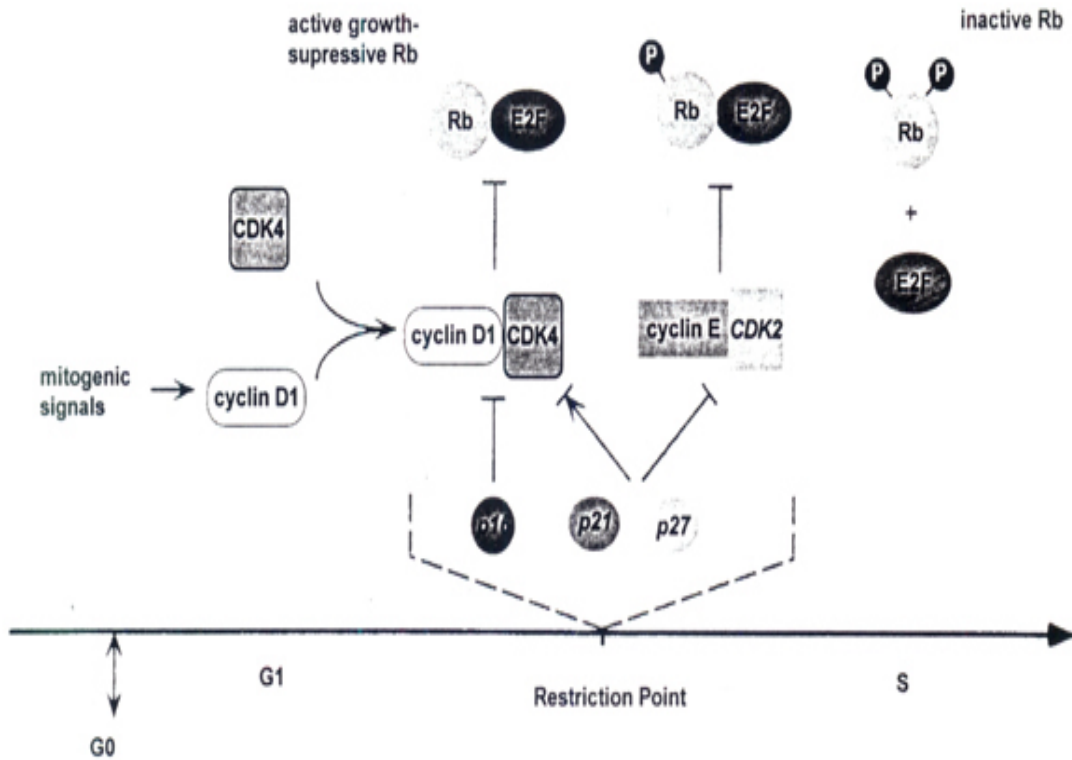 active growth-
supressive Rb
inactive Rb
P
Rb
E2F
P
Rb
E2F
P
P
Rb
+
E2F
CDK4
cyclin D1
CDK4
cyclin E
CDK2
mitogenic
signals
cyclin D1
p21
p27
G1
Restriction Point
S
G0